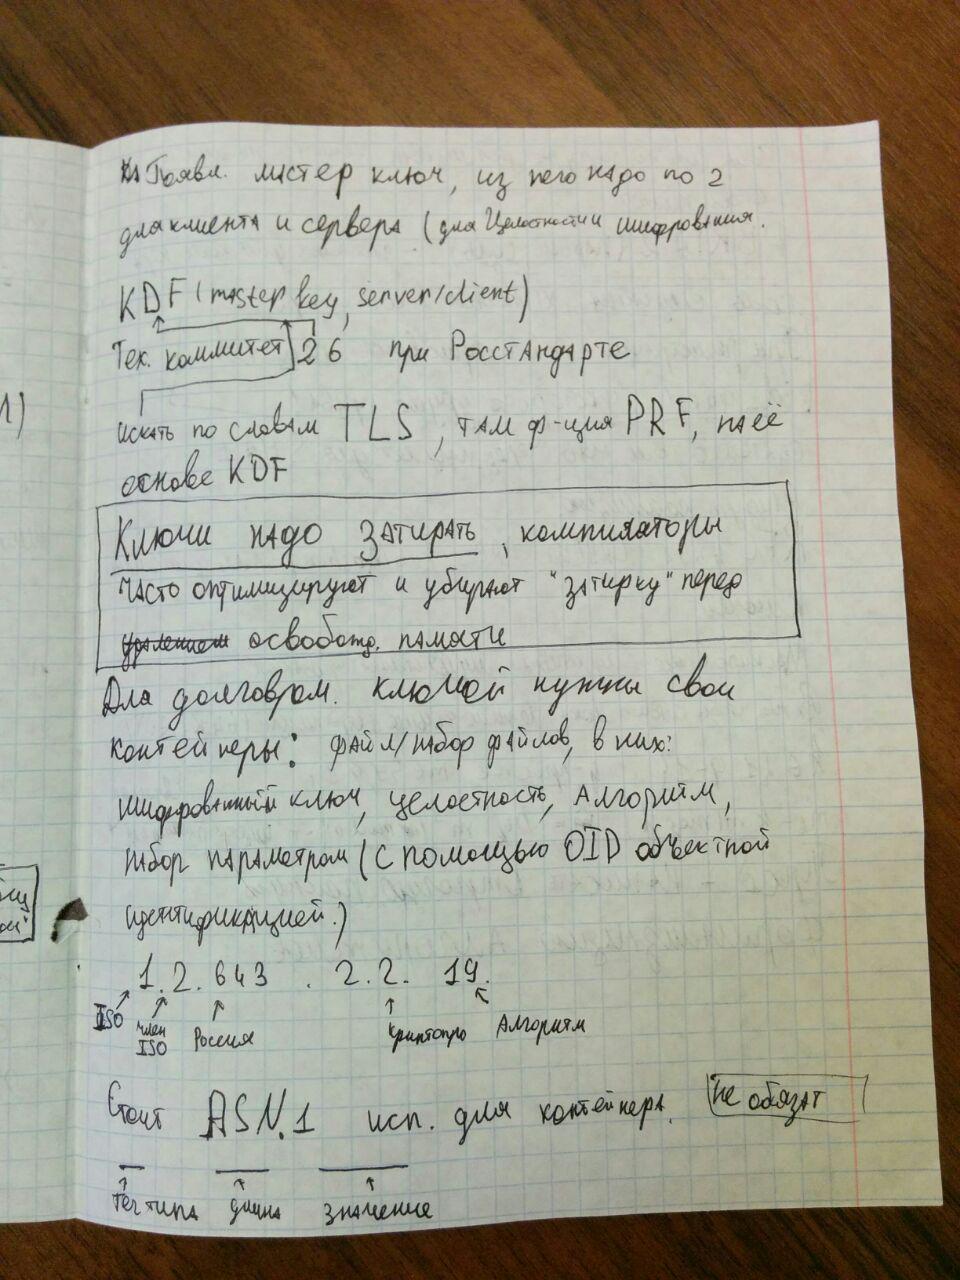 Появл. мастер ключ, из него надо по 2
для клиента и сервера (для Целостности и шифрования.
KDF (master key, server/client)
Тех. коммитет 26 при Росстандарте
искать по словам TLS, там ф-ция PRF, на её
основе KDF
Ключи надо затирать, компиляторы
часто оптимизируют и убирают "затирку" перед
удалением освобожд. памяти
Для долговрем. ключей нужны свои
контейнеры: файл/набор файлов, в них:
шифрованный ключ, целостность, Алгоритм,
набор параметром (с помощью OID объектной
идентификацией.)
1.2.643 . 2.2. 19.
ISO член ISO Россия Криптопро Алгоритм
Стоит ASN.1 исп. для контейнера. не обязат
тег типа длина значение